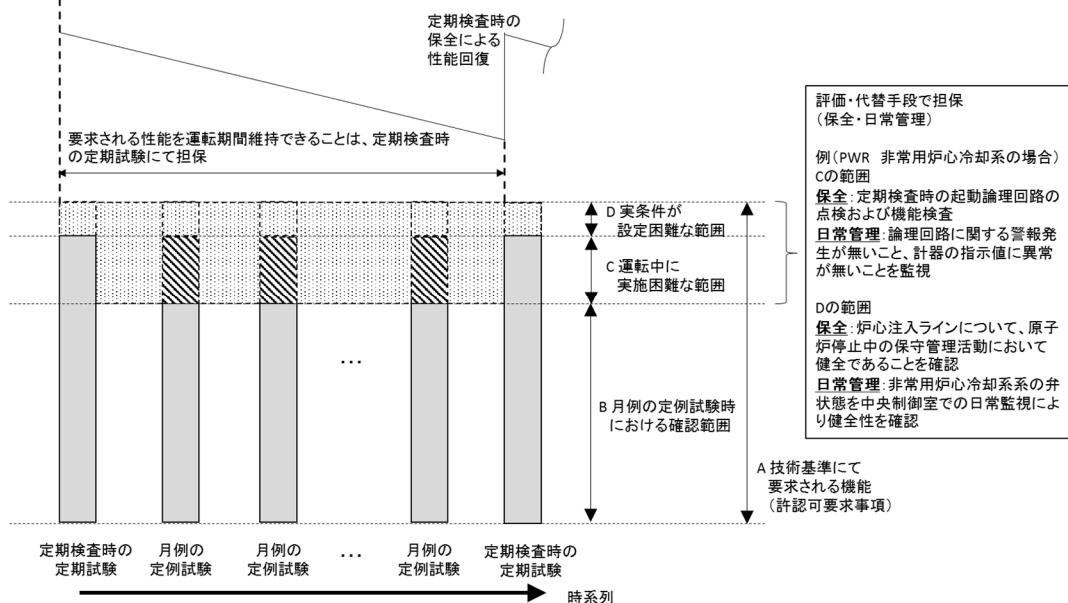 定期検査時の
保全による
性能回復
要求される性能を運転期間維持できることは、定期検査時
の定期試験にて担保
D 実条件が
設定困難な範囲
C 運転中に
実施困難な範囲
B 月例の定例試験時
における確認範囲
A 技術基準にて
要求される機能
（許認可要求事項）
評価・代替手段で担保
（保全・日常管理）
例（PWR 非常用炉心冷却系の場合）
Cの範囲
保全：定期検査時の起動論理回路の
点検および機能検査
日常管理：論理回路に関する警報発
生が無いこと、計器の指示値に異常
が無いことを監視
Dの範囲
保全：炉心注入ラインについて、原子
炉停止中の保守管理活動において
健全であることを確認
日常管理：非常用炉心冷却系系の弁
状態を中央制御室での日常監視によ
り健全性を確認
…
定期検査時の
定期試験
月例の
定例試験
月例の
定例試験
…
月例の
定例試験
定期検査時の
定期試験
時系列